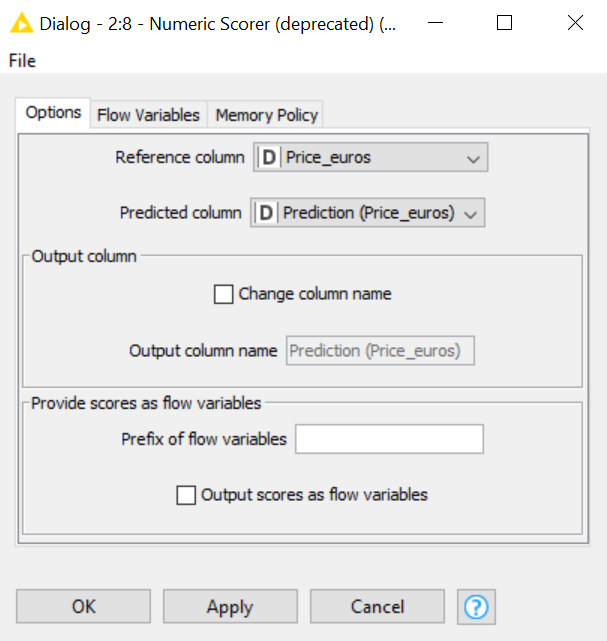 Dialog - 2:8 - Numeric Scorer (deprecated) (...
File
Options Flow Variables Memory Policy
Reference column D Price_euros
Predicted column D Prediction (Price_euros)
Output column
Change column name
Output column name Prediction (Price_euros)
Provide scores as flow variables
Prefix of flow variables
Output scores as flow variables
OK Apply Cancel ?